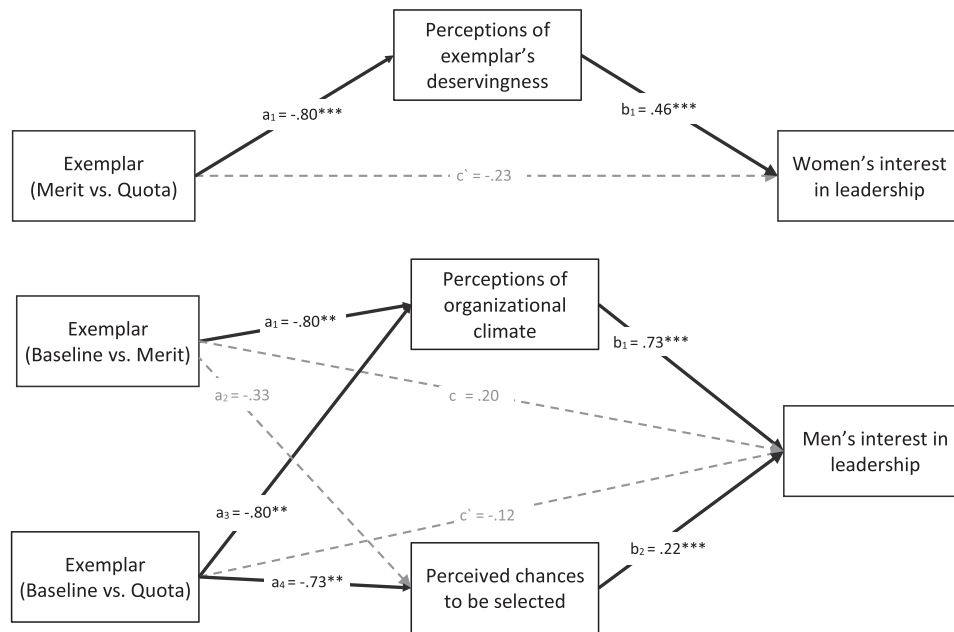 Perceptions of
exemplar's
deservingness
a₁ = -.80***
b₁ = .46***
Exemplar
(Merit vs. Quota)
c` = -.23
Women's interest
in leadership
Perceptions of
organizational
climate
Exemplar
(Baseline vs. Merit)
a₁ = -.80**
b₁ = .73***
a₂ = -.33
c = .20
Men's interest in
leadership
a₃ = -.80**
c` = -.12
b₂ = .22***
Exemplar
(Baseline vs. Quota)
a₄ = -.73**
Perceived chances
to be selected